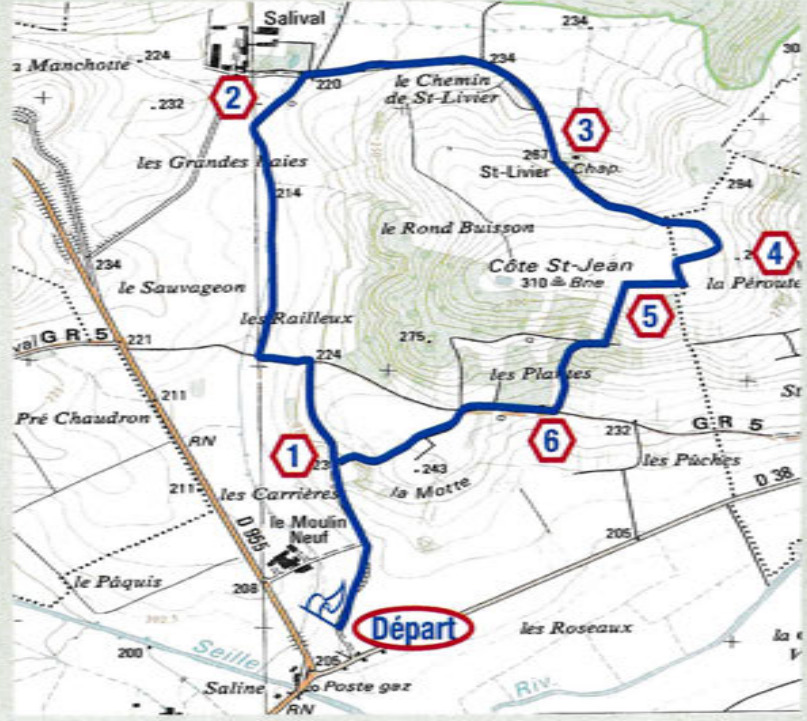 Salival
234
224
a Manchotte
220
234
le Chemin
de St-Livier
232
2
3
267
St-Livier
Chap.
les Grandes Haies
214
294
le Rond Buisson
4
234
Côte St-Jean
310
Bne
la Pérouse
le Sauvageon
5
les Railleux
275
val G R 5
221
224
les Plantes
211
Pré Chaudron
RN
1
6
232
G R 5
243
les Pûches
la Motte
211
les Carrières
D 38
le Moulin
Neuf
D 955
205
le Pâquis
208
Départ
les Roseaux
200
Seille
206
Saline
Poste gaz
Riv.
RN